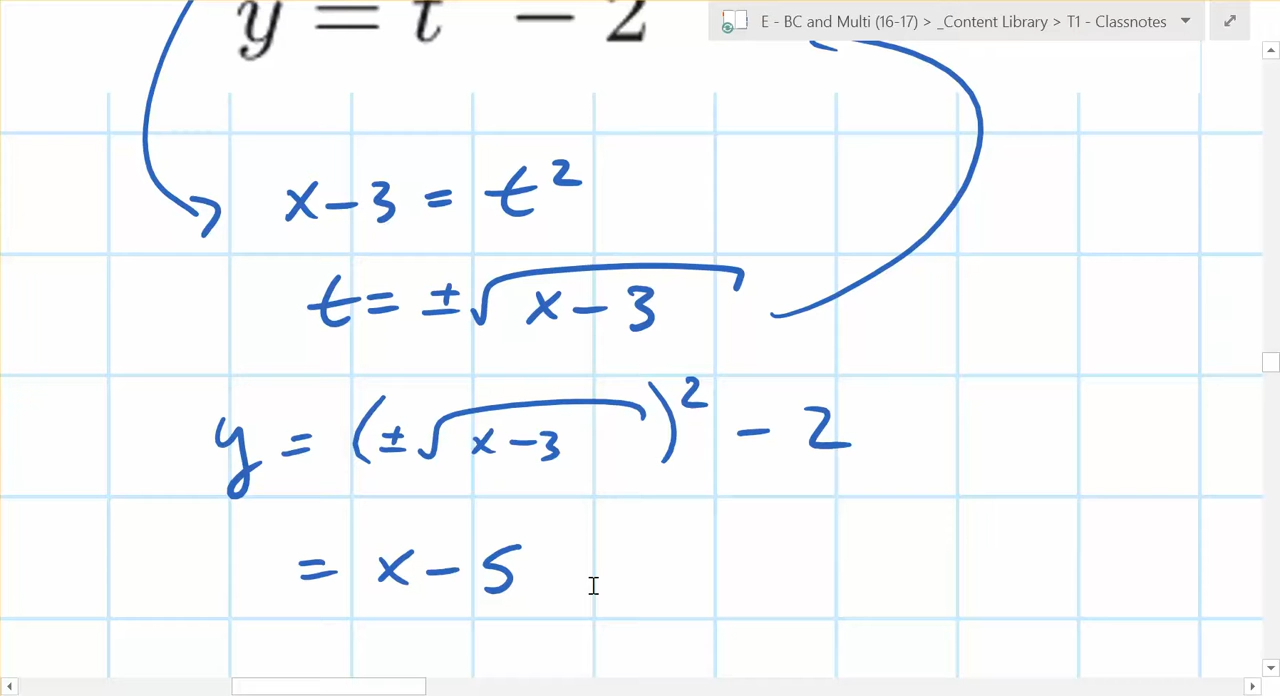 E - BC and Multi (16-17) > _Content Library > T1 - Classnotes
y = t - 2
x - 3 = t²
t = ±√(x - 3)
y = (±√(x - 3))² - 2
= x - 5